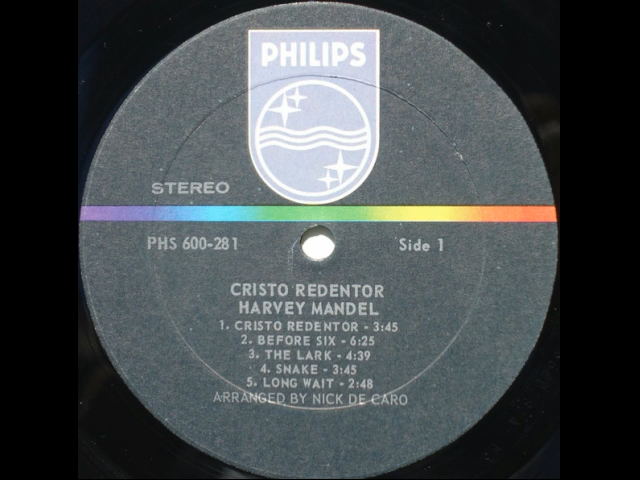 PHILIPS
STEREO
PHS 600-281
Side 1
CRISTO REDENTOR
HARVEY MANDEL
1. CRISTO REDENTOR - 3:45
2. BEFORE SIX - 6:25
3. THE LARK - 4:39
4. SNAKE - 3:45
5. LONG WAIT - 2:48
ARRANGED BY NICK DE CARO